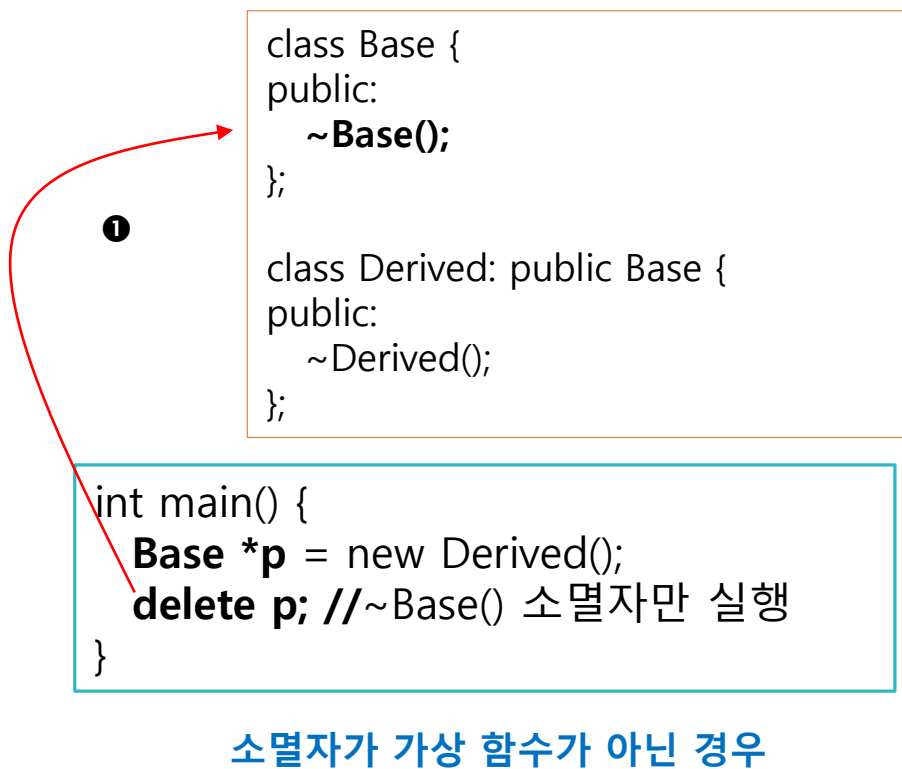 class Base {
public:
~Base();
};
❶
class Derived: public Base {
public:
~Derived();
};
int main() {
Base *p = new Derived();
delete p; //~Base() 소멸자만 실행
}
소멸자가 가상 함수가 아닌 경우